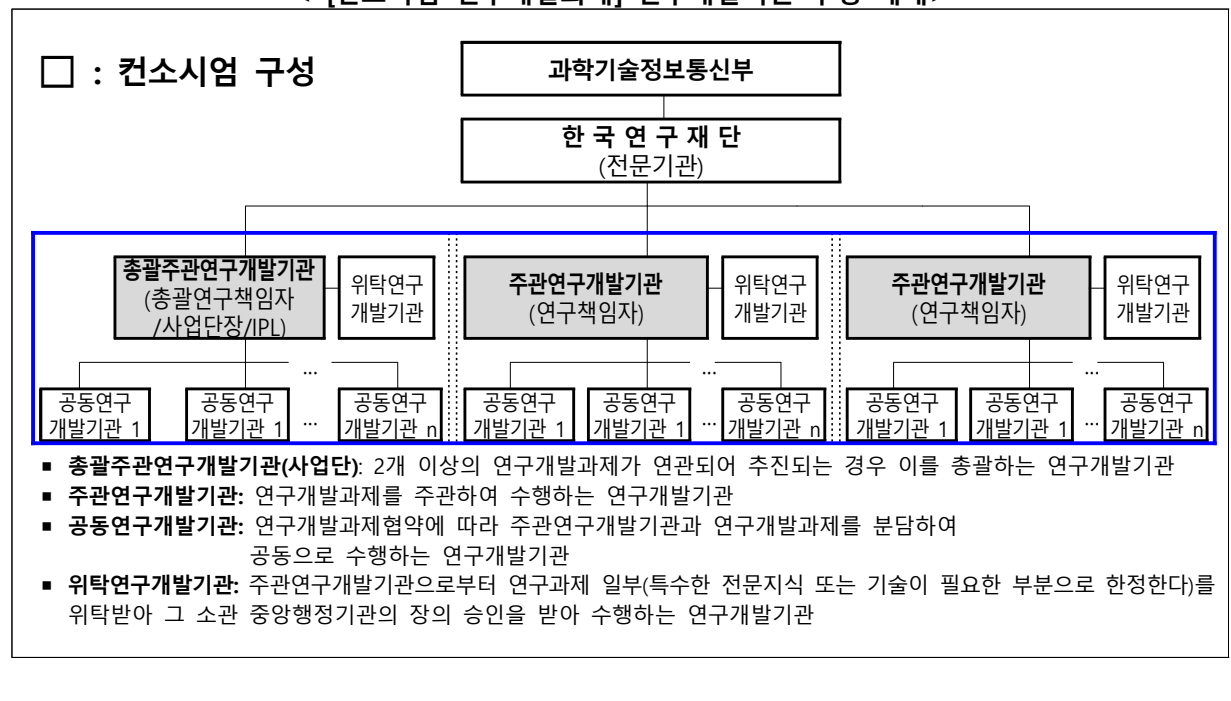 □ : 컨소시엄 구성
과학기술정보통신부
한 국 연 구 재 단
(전문기관)
총괄주관연구개발기관
(총괄연구책임자
/사업단장/IPL)
위탁연구
개발기관
주관연구개발기관
(연구책임자)
위탁연구
개발기관
주관연구개발기관
(연구책임자)
위탁연구
개발기관
...
...
...
공동연구
개발기관 1
공동연구
개발기관 1
...
공동연구
개발기관 n
공동연구
개발기관 1
공동연구
개발기관 1
...
공동연구
개발기관 n
공동연구
개발기관 1
공동연구
개발기관 1
...
공동연구
개발기관 n
▪ 총괄주관연구개발기관(사업단): 2개 이상의 연구개발과제가 연관되어 추진되는 경우 이를 총괄하는 연구개발기관
▪ 주관연구개발기관: 연구개발과제를 주관하여 수행하는 연구개발기관
▪ 공동연구개발기관: 연구개발과제협약에 따라 주관연구개발기관과 연구개발과제를 분담하여
공동으로 수행하는 연구개발기관
▪ 위탁연구개발기관: 주관연구개발기관으로부터 연구과제 일부(특수한 전문지식 또는 기술이 필요한 부분으로 한정한다)를
위탁받아 그 소관 중앙행정기관의 장의 승인을 받아 수행하는 연구개발기관